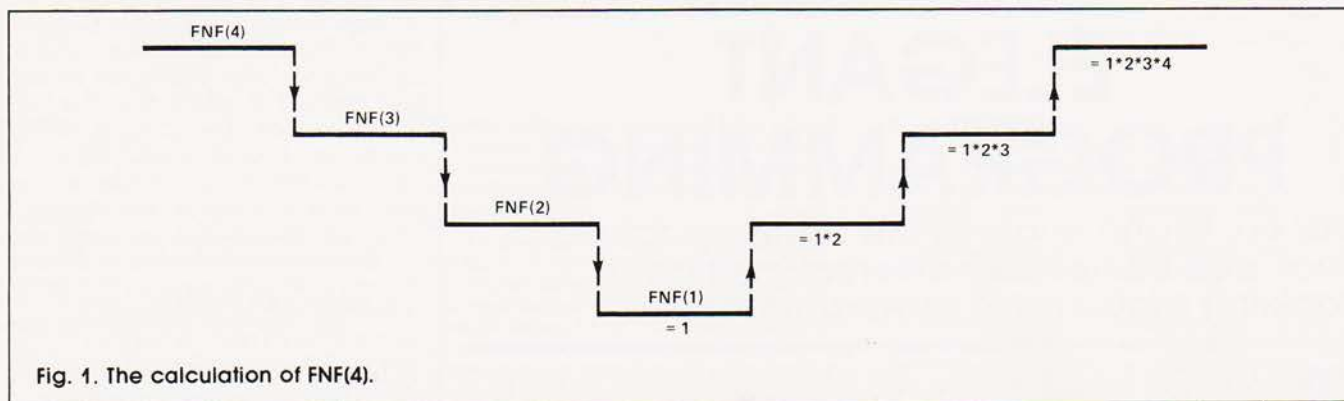 FNF(4)
FNF(3)
FNF(2)
FNF(1)
= 1
= 1*2
= 1*2*3
= 1*2*3*4
Fig. 1. The calculation of FNF(4).